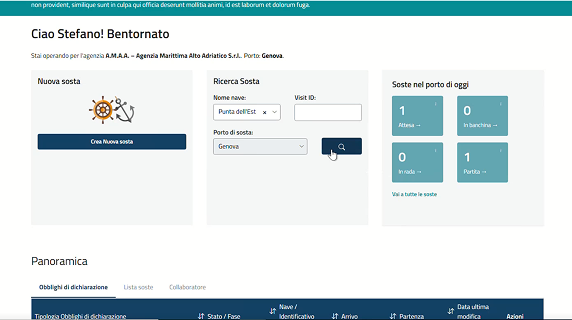 non provident, similique sunt in culpa qui officia deserunt mollitia animi, id est laborum et dolorum fuga.
Ciao Stefano! Bentornato
Stai operando per l'agenzia A.M.A.A. – Agenzia Marittima Alto Adriatico S.r.l.. Porto: Genova.
Nuova sosta
Crea Nuova sosta
Ricerca Sosta
Nome nave:
Visit ID:
Punta dell'Est ×
Porto di sosta:
Genova
Soste nel porto di oggi
1
Attesa →
0
In banchina →
0
In rada →
1
Partita →
Vai a tutte le soste
Panoramica
Obblighi di dichiarazione
Lista soste
Collaboratore
Tipologia Obblighi di dichiarazione
Stato / Fase
Nave /
Identificativo
Arrivo
Partenza
Data ultima
modifica
Azioni